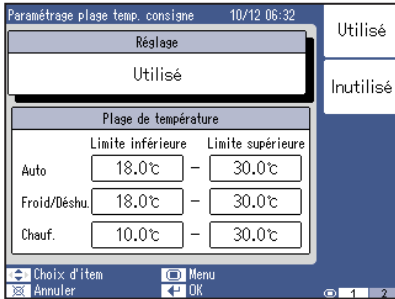 Paramétrage plage temp. consigne 10/12 06:32
Utilisé
Inutilisé
Réglage
Utilisé
Plage de température
Limite inférieure Limite supérieure
Auto 18.0℃ – 30.0℃
Froid/Déshu. 18.0℃ – 30.0℃
Chauf. 10.0℃ – 30.0℃
Choix d'item Menu
Annuler OK
1 2